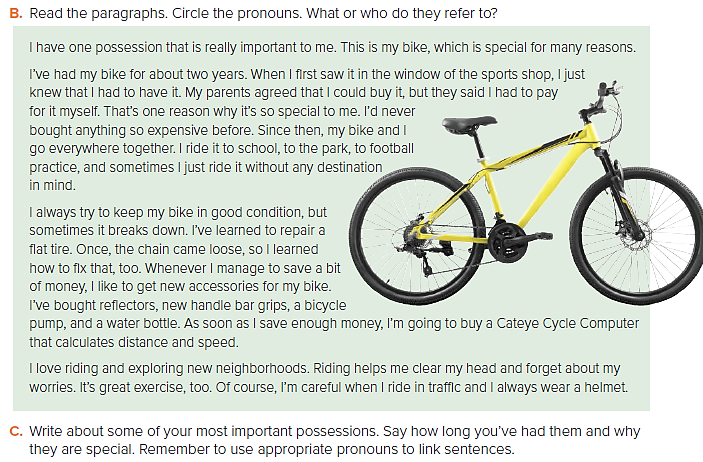 B. Read the paragraphs. Circle the pronouns. What or who do they refer to?
I have one possession that is really important to me. This is my bike, which is special for many reasons.
I've had my bike for about two years. When I first saw it in the window of the sports shop, I just
knew that I had to have it. My parents agreed that I could buy it, but they said I had to pay
for it myself. That's one reason why it's so special to me. I'd never
bought anything so expensive before. Since then, my bike and I
go everywhere together. I ride it to school, to the park, to football
practice, and sometimes I just ride it without any destination
in mind.
I always try to keep my bike in good condition, but
sometimes it breaks down. I've learned to repair a
flat tire. Once, the chain came loose, so I learned
how to fix that, too. Whenever I manage to save a bit
of money, I like to get new accessories for my bike.
I've bought reflectors, new handle bar grips, a bicycle
pump, and a water bottle. As soon as I save enough money, I'm going to buy a Cateye Cycle Computer
that calculates distance and speed.
I love riding and exploring new neighborhoods. Riding helps me clear my head and forget about my
worries. It's great exercise, too. Of course, I'm careful when I ride in traffic and I always wear a helmet.
C. Write about some of your most important possessions. Say how long you've had them and why
they are special. Remember to use appropriate pronouns to link sentences.